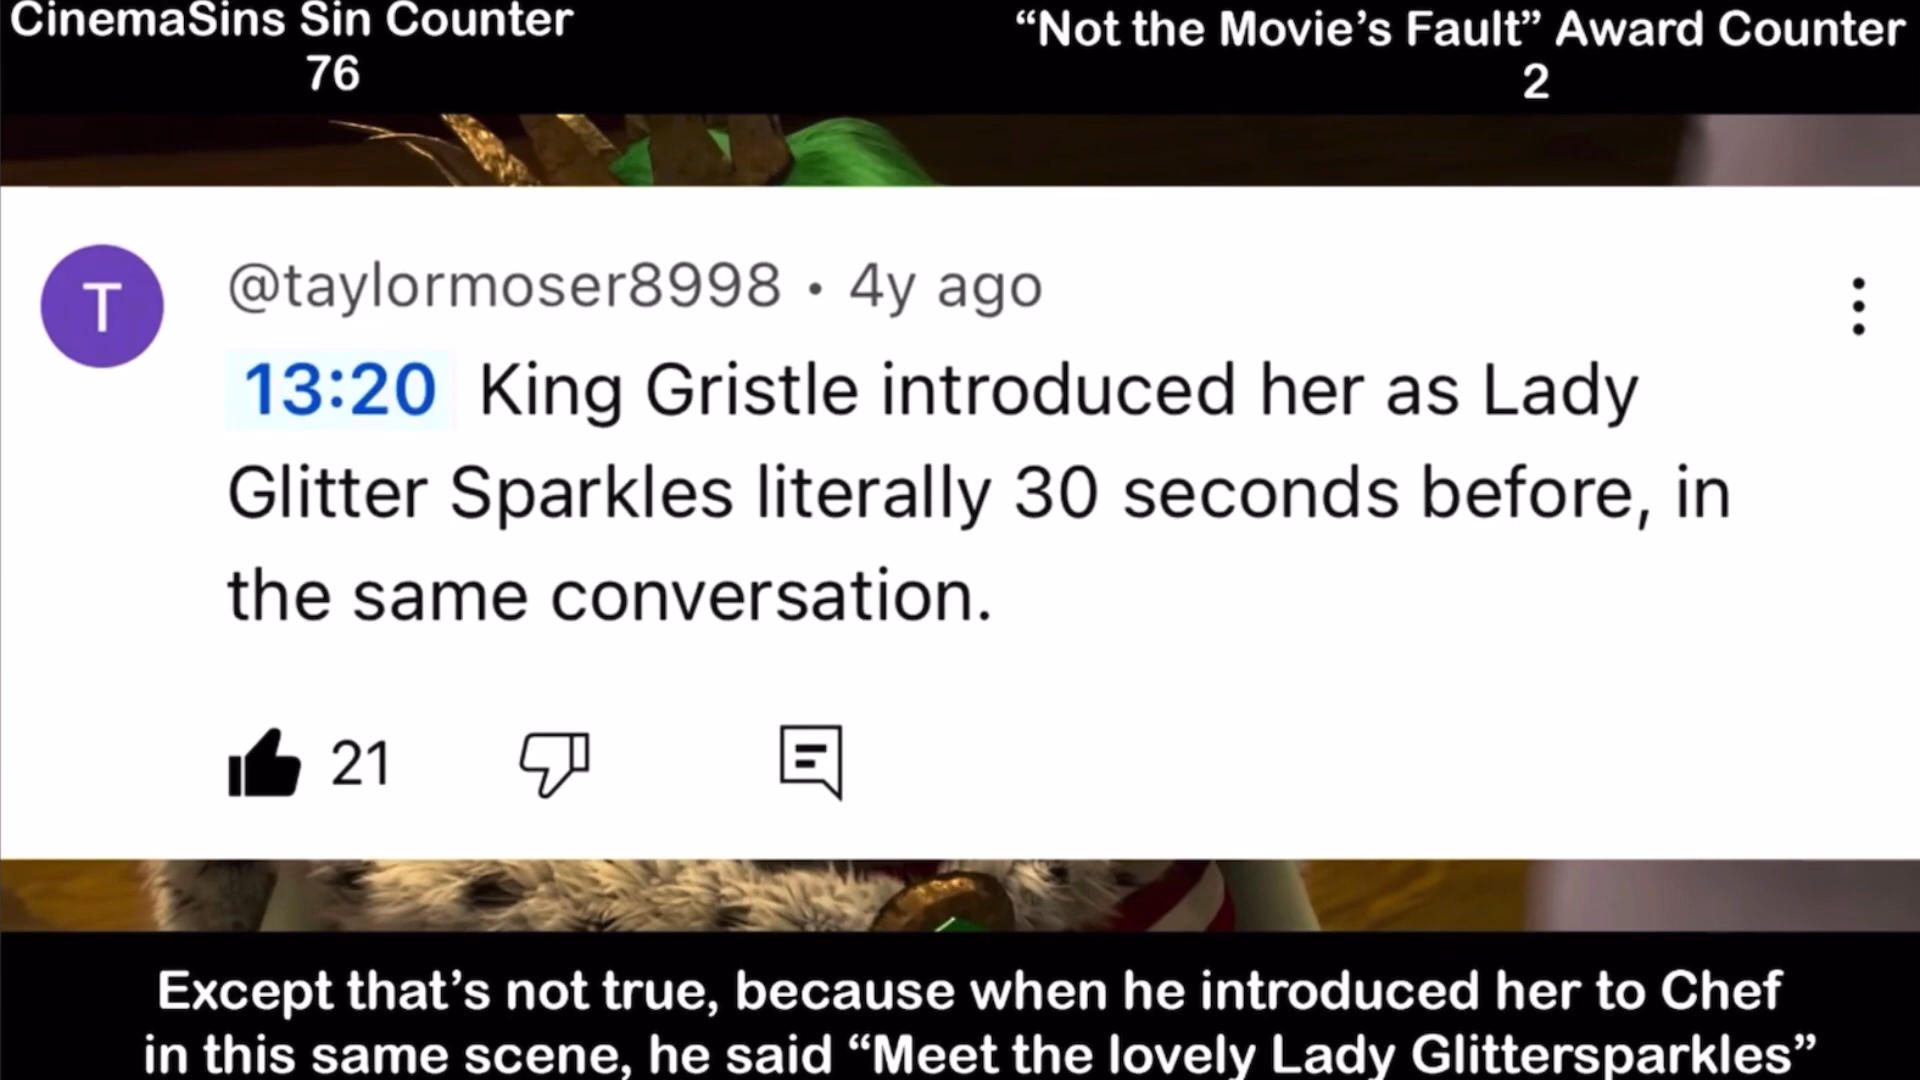 CinemaSins Sin Counter
76
“Not the Movie’s Fault” Award Counter
2
T
@taylormoser8998 • 4y ago
13:20 King Gristle introduced her as Lady
Glitter Sparkles literally 30 seconds before, in
the same conversation.
21
Except that’s not true, because when he introduced her to Chef
in this same scene, he said “Meet the lovely Lady Glittersparkles”